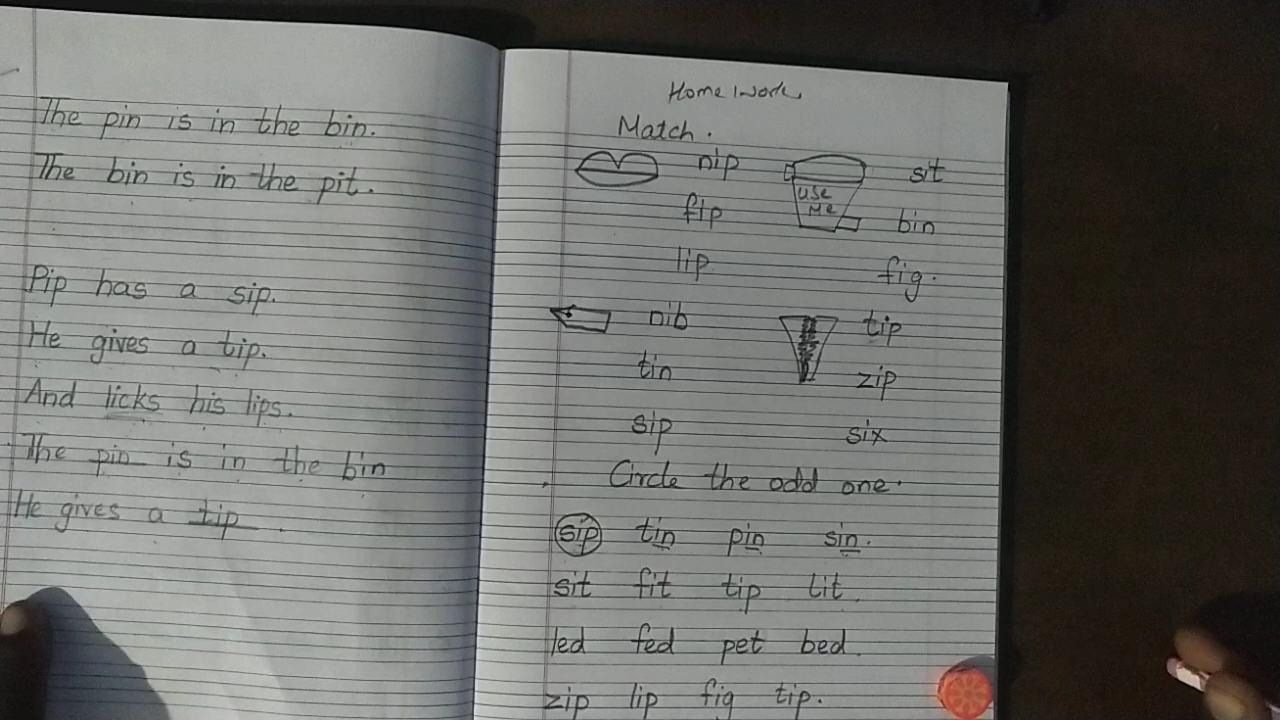 The pin is in the bin.
The bin is in the pit.
Pip has a sip.
He gives a tip.
And licks his lips.
The pin is in the bin
He gives a tip .
Home work
Match.
nip
fip
lip
nib
tin
sip
USE
ME
sit
bin
fig.
tip
zip
six
Circle the odd one.
sip tin pin sin.
sit fit tip lit.
led fed pet bed.
zip lip fig tip.